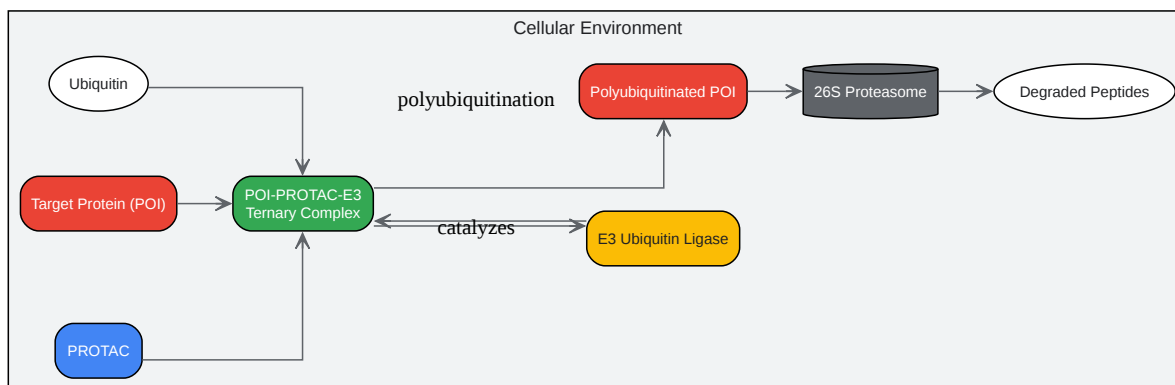 Cellular Environment
Ubiquitin
polyubiquitination
Polyubiquitinated POI
26S Proteasome
Degraded Peptides
Target Protein (POI)
POI-PROTAC-E3
Ternary Complex
catalyzes
E3 Ubiquitin Ligase
PROTAC